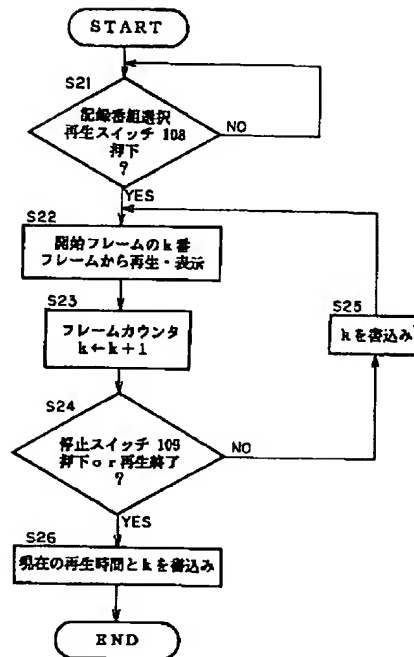 START
S21
記録番組選択
再生スイッチ 108
押下
?
NO
YES
S22
開始フレームのk番
フレームから再生・表示
S23
フレームカウンタ
k←k+1
S25
kを書込み
S24
停止スイッチ 109
押下or再生終了
?
NO
YES
S26
現在の再生時間とkを書込み
END